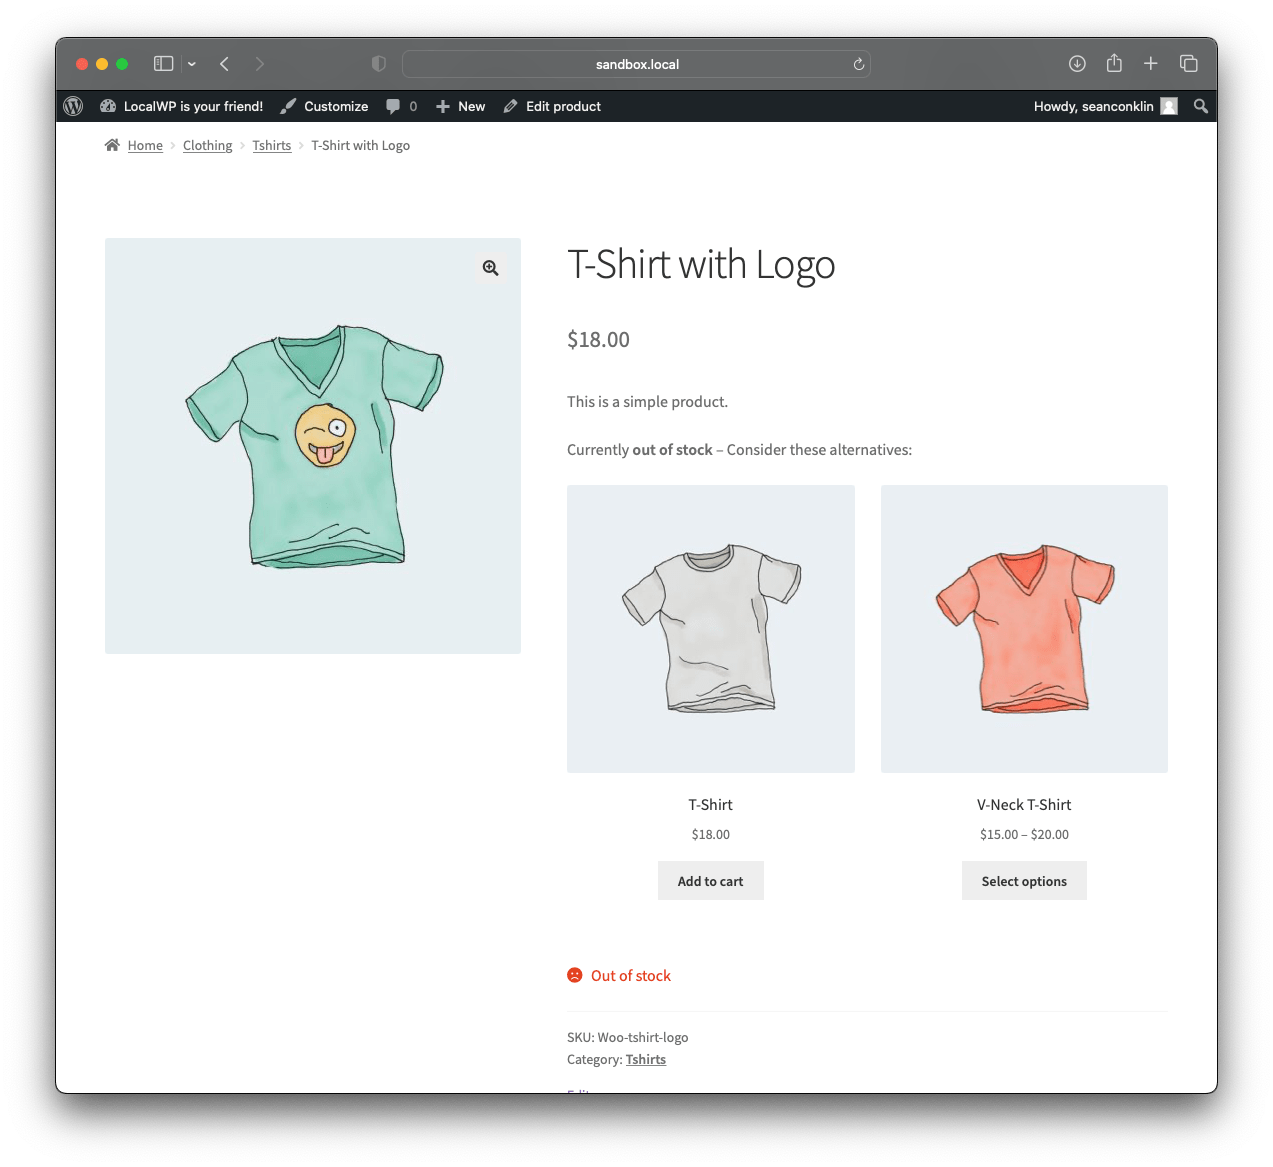 sandbox.local
LocalWP is your friend! Customize 0 New Edit product Howdy, seanconklin
Home Clothing Tshirts T-Shirt with Logo
T-Shirt with Logo
$18.00
This is a simple product.
Currently out of stock – Consider these alternatives:
T-Shirt
$18.00
Add to cart
V-Neck T-Shirt
$15.00 – $20.00
Select options
Out of stock
SKU: Woo-tshirt-logo
Category: Tshirts